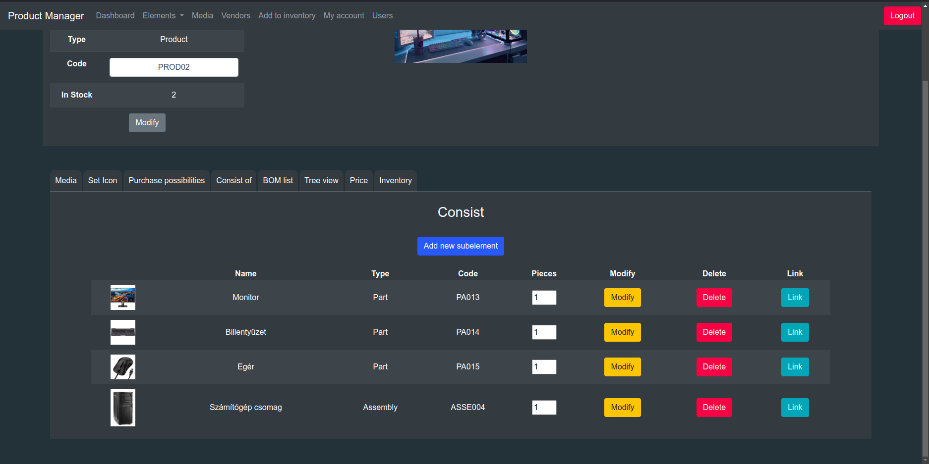 Product Manager Dashboard Elements Media Vendors Add to inventory My account Users Logout
Type Product
Code PROD02
In Stock 2
Modify
Media Set Icon Purchase possibilities Consist of BOM list Tree view Price Inventory
Consist
Add new subelement
Name Type Code Pieces Modify Delete Link
Monitor Part PA013 1 Modify Delete Link
Billentyűzet Part PA014 1 Modify Delete Link
Egér Part PA015 1 Modify Delete Link
Számítógép csomag Assembly ASSE004 1 Modify Delete Link